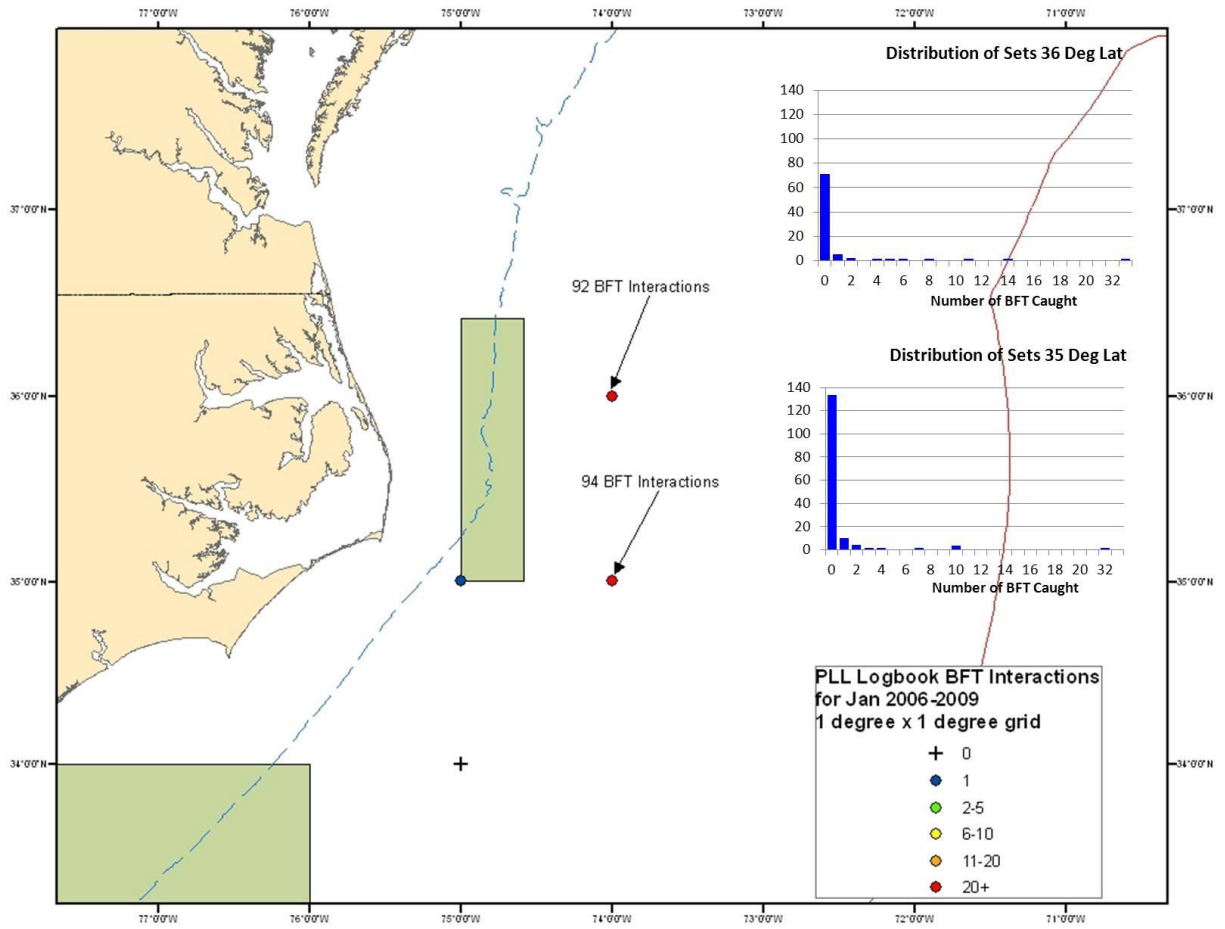 77°0'0"W 76°0'0"W 75°0'0"W 74°0'0"W 73°0'0"W 72°0'0"W 71°0'0"W
Distribution of Sets 36 Deg Lat
140
120
100
80
60
40
20
0
0 2 4 6 8 10 12 14 16 18 20 32
Number of BFT Caught
37°0'0"N 37°0'0"N
92 BFT Interactions
Distribution of Sets 35 Deg Lat
140
120
100
80
60
40
20
0
0 2 4 6 8 10 12 14 16 18 20 32
Number of BFT Caught
36°0'0"N 36°0'0"N
94 BFT Interactions
35°0'0"N 35°0'0"N
PLL Logbook BFT Interactions
for Jan 2006-2009
1 degree x 1 degree grid
0
1
2-5
6-10
11-20
20+
34°0'0"N 34°0'0"N
77°0'0"W 76°0'0"W 75°0'0"W 74°0'0"W 73°0'0"W 72°0'0"W 71°0'0"W